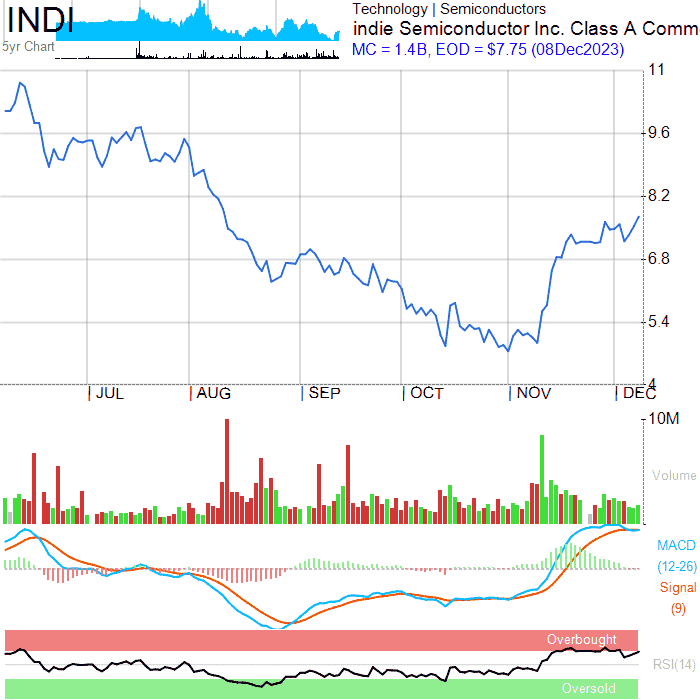 INDI
5yr Chart
Technology | Semiconductors
indie Semiconductor Inc. Class A Comm
MC = 1.4B, EOD = $7.75 (08Dec2023)
11
9.6
8.2
6.8
5.4
4
JUL
AUG
SEP
OCT
NOV
DEC
10M
Volume
MACD
(12-26)
Signal
(9)
Overbought
RSI(14)
Oversold